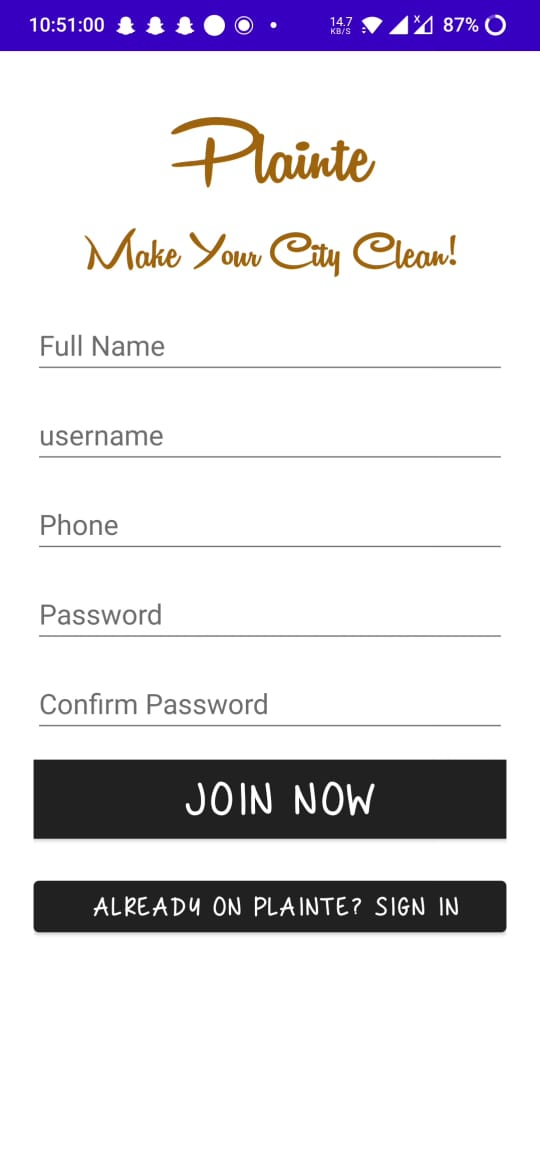 10:51:00 14.7 KB/S 87%
Plainte
Make Your City Clean!
Full Name
username
Phone
Password
Confirm Password
JOIN NOW
ALREADY ON PLAINTE? SIGN IN